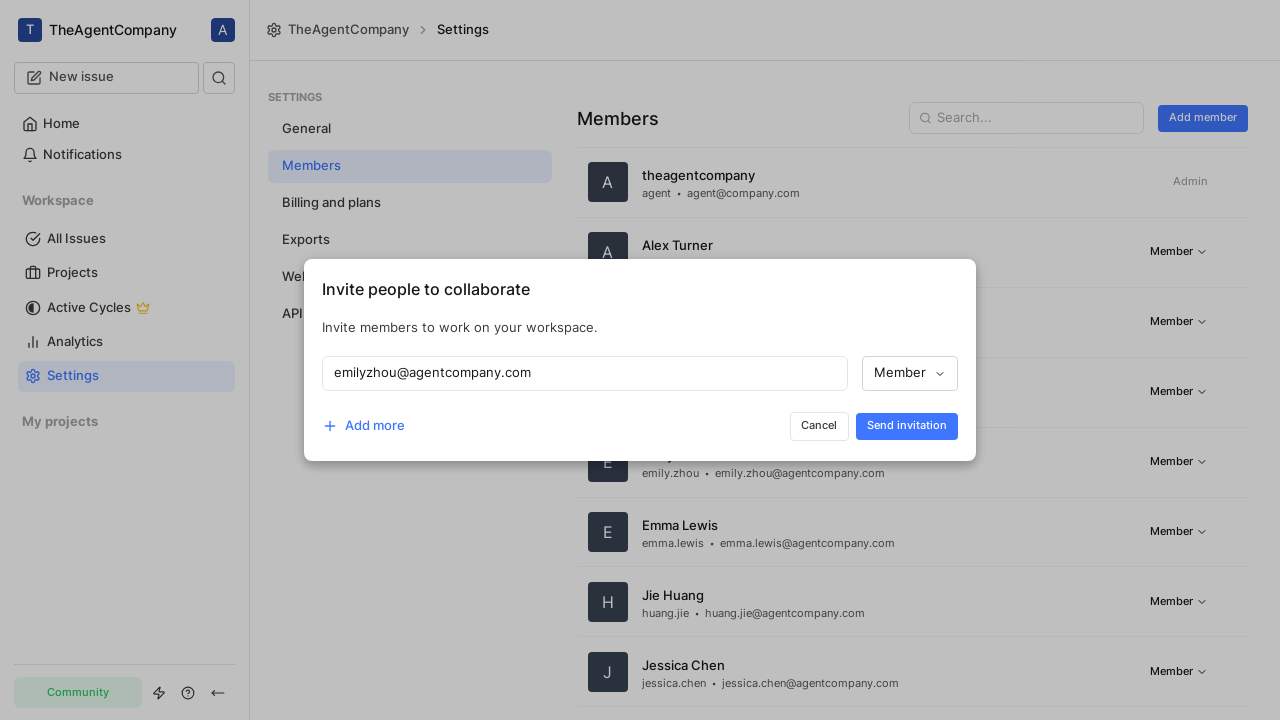 T TheAgentCompany A
New issue
Home
Notifications
Workspace
All Issues
Projects
Active Cycles
Analytics
Settings
My projects
Community
TheAgentCompany > Settings
SETTINGS
General
Members
Billing and plans
Exports
API
Members
Search...
Add member
A theagentcompany
agent • agent@company.com
Admin
A Alex Turner
Member
Member
Member
Member
emily.zhou • emily.zhou@agentcompany.com
E Emma Lewis
emma.lewis • emma.lewis@agentcompany.com
Member
H Jie Huang
huang.jie • huang.jie@agentcompany.com
Member
J Jessica Chen
jessica.chen • jessica.chen@agentcompany.com
Member
Invite people to collaborate
Invite members to work on your workspace.
emilyzhou@agentcompany.com
Member
Add more
Cancel
Send invitation